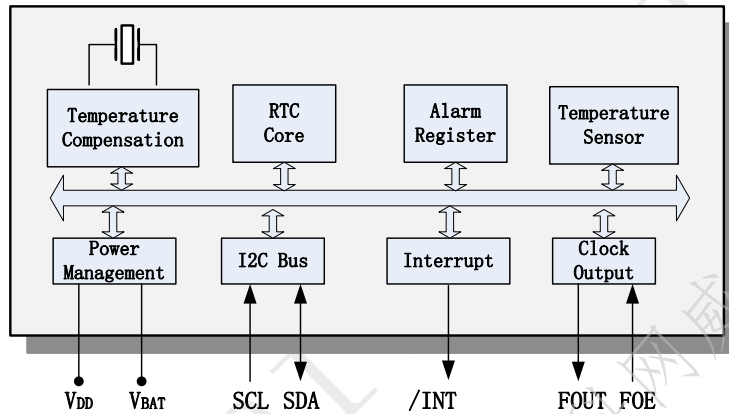 Temperature
Compensation
RTC
Core
Alarm
Register
Temperature
Sensor
Power
Management
I2C Bus
Interrupt
Clock
Output
VDD VBAT SCL SDA /INT FOUT FOE